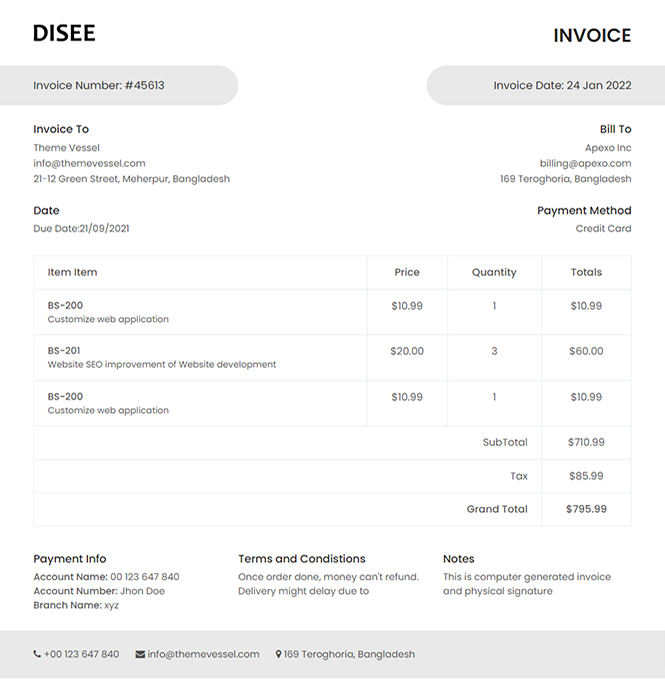 DISEE
INVOICE
Invoice Number: #45613
Invoice Date: 24 Jan 2022
Invoice To
Bill To
Theme Vessel
Apexo Inc
info@themevessel.com
billing@apexo.com
21-12 Green Street, Meherpur, Bangladesh
169 Teroghoria, Bangladesh
Date
Payment Method
Due Date:21/09/2021
Credit Card
Item Item Price Quantity Totals
BS-200 $10.99 1 $10.99
Customize web application
BS-201 $20.00 3 $60.00
Website SEO improvement of Website development
BS-200 $10.99 1 $10.99
Customize web application
SubTotal $710.99
Tax $85.99
Grand Total $795.99
Payment Info
Account Name: 00 123 647 840
Account Number: Jhon Doe
Branch Name: xyz
Terms and Condistions
Once order done, money can't refund.
Delivery might delay due to
Notes
This is computer generated invoice
and physical signature
+00 123 647 840 info@themevessel.com 169 Teroghoria, Bangladesh